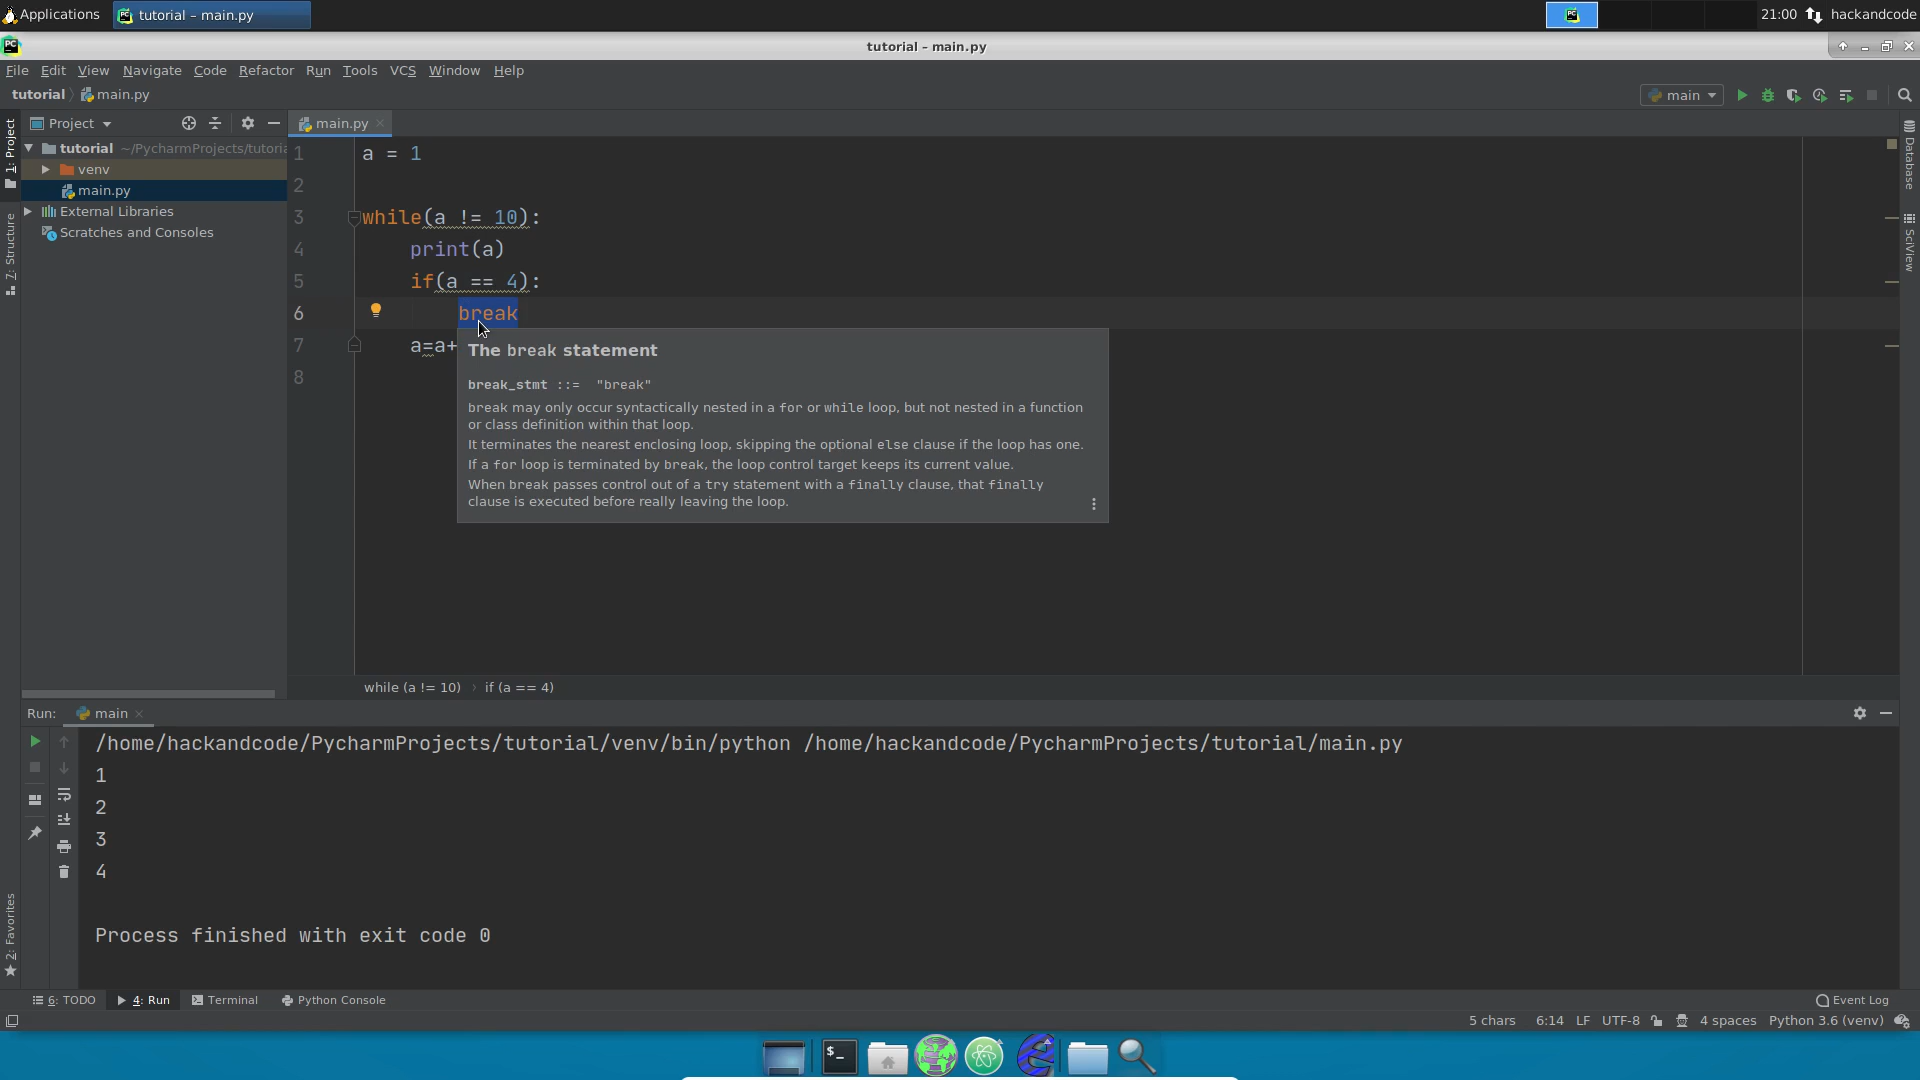 Applications
tutorial – main.py
21:00
hackandcode
PC
tutorial – main.py
File Edit View Navigate Code Refactor Run Tools VCS Window Help
tutorial
main.py
main
1: Project
7: Structure
2: Favorites
Project
tutorial ~/PycharmProjects/tutoria
venv
main.py
External Libraries
Scratches and Consoles
main.py
1 a = 1
2
3 while(a != 10):
4 print(a)
5 if(a == 4):
6 break
7 a=a+
8
The break statement
break_stmt ::= "break"
break may only occur syntactically nested in a for or while loop, but not nested in a function
or class definition within that loop.
It terminates the nearest enclosing loop, skipping the optional else clause if the loop has one.
If a for loop is terminated by break, the loop control target keeps its current value.
When break passes control out of a try statement with a finally clause, that finally
clause is executed before really leaving the loop.
while (a != 10) › if (a == 4)
Database
SciView
Run: main
/home/hackandcode/PycharmProjects/tutorial/venv/bin/python /home/hackandcode/PycharmProjects/tutorial/main.py
1
2
3
4
Process finished with exit code 0
6: TODO
4: Run
Terminal
Python Console
Event Log
5 chars 6:14 LF UTF-8 4 spaces Python 3.6 (venv)
$_